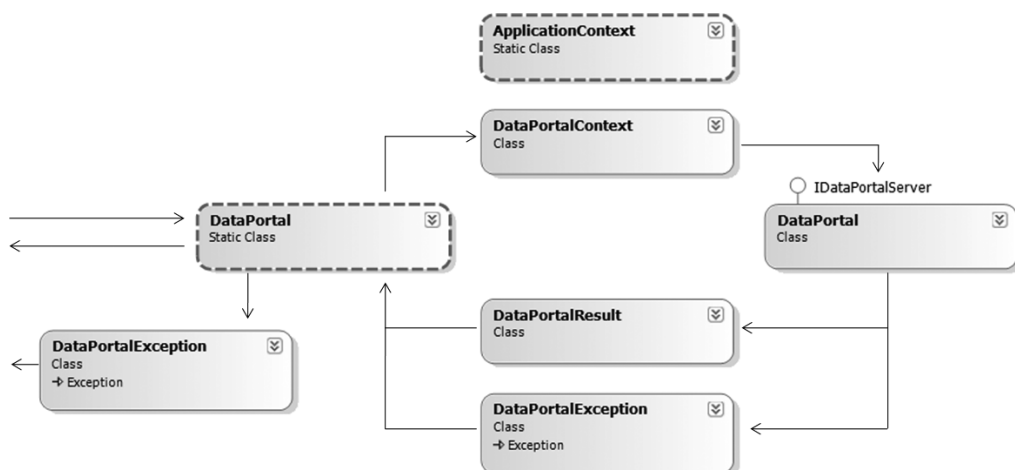 ApplicationContext
Static Class
DataPortalContext
Class
IDataPortalServer
DataPortal
Static Class
DataPortal
Class
DataPortalResult
Class
DataPortalException
Class
Exception
DataPortalException
Class
Exception